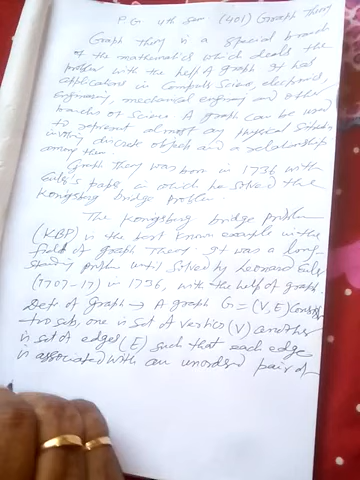 P.G 4th Sem (401) Graph Theory
Graph Theory is a special branch
of the mathematics which deals the
problem with the help of graph It has
applications in Computer Science, electronics,
Engineering, mechanical engineering and other
branches of Science. A graph can be used
to represent almost any physical situation
involving discrete objects and a relationship
among them
Graph Theory was born in 1736 with
Euler's paper, in which he solved the
Konigsberg bridge problem.
The Konigsberg bridge problem
(KBP) is the best known example in the
field of graph Theory. It was a long
standing problem until solved by Leonard Euler
(1707-17) in 1736, with the help of graph
Defn of Graph → A graph G = (V, E) consists
two sets, one is set of vertices (V) another
is set of edges (E) such that each edge
is associated with an unordered pair of